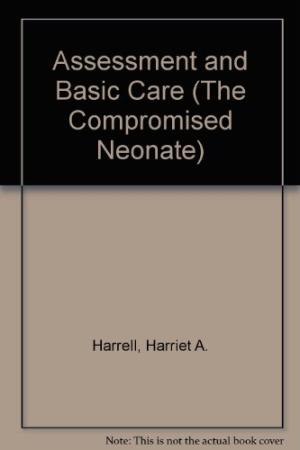 Assessment and
Basic Care (The
Compromised
Neonate)
Harrell, Harriet A.
Note: This is not the actual book cover